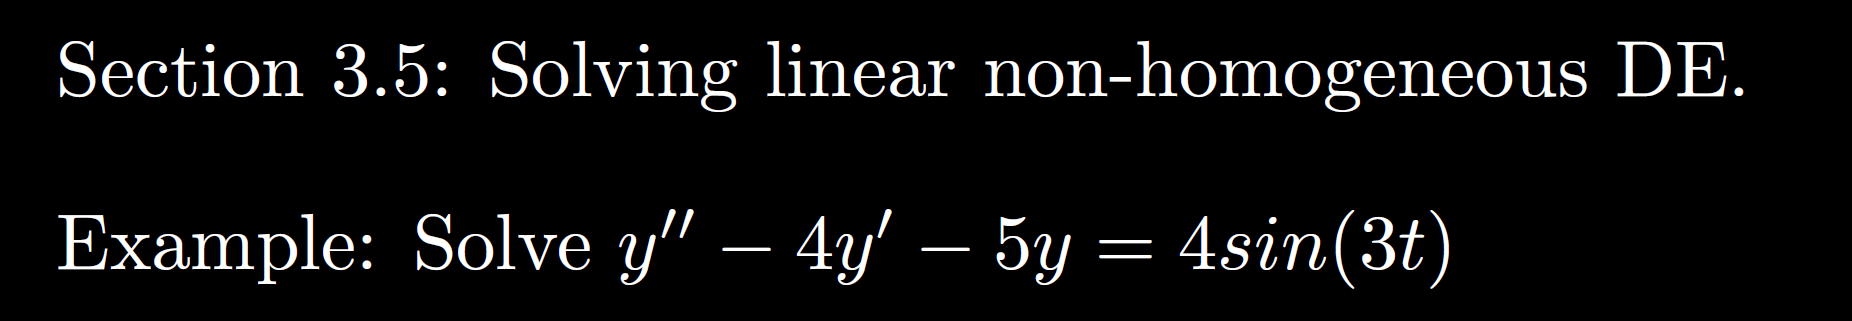 Section 3.5: Solving linear non-homogeneous DE.
Example: Solve y′′ − 4y′ − 5y = 4sin(3t)